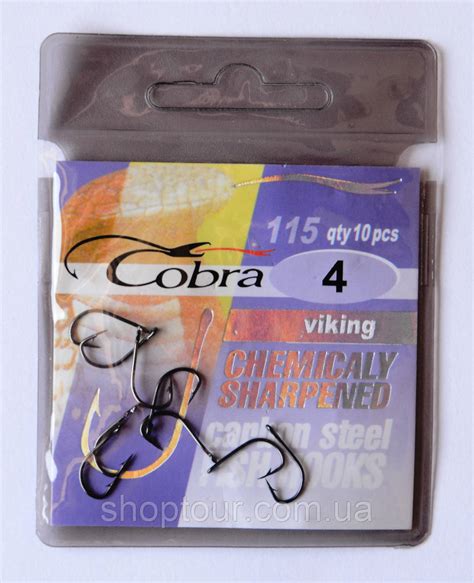 115 qty 10 pcs
Cobra
4
viking
CHEMICALY
SHARPENED
carbon steel
FISH HOOKS
shoptour.com.ua